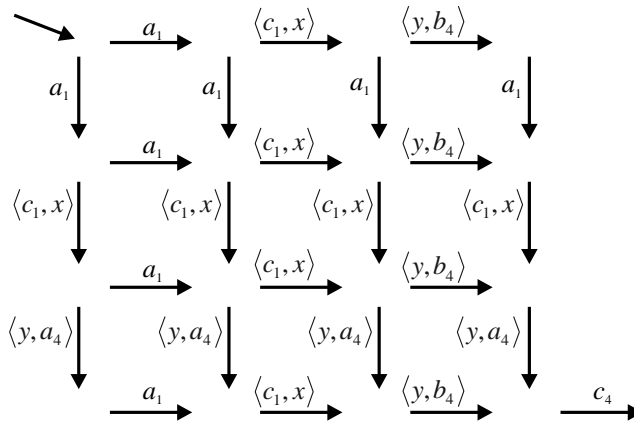 a₁ ⟨c₁, x⟩ ⟨y, b₄⟩
a₁ a₁ a₁ a₁
a₁ ⟨c₁, x⟩ ⟨y, b₄⟩
⟨c₁, x⟩ ⟨c₁, x⟩ ⟨c₁, x⟩ ⟨c₁, x⟩
a₁ ⟨c₁, x⟩ ⟨y, b₄⟩
⟨y, a₄⟩ ⟨y, a₄⟩ ⟨y, a₄⟩ ⟨y, a₄⟩
a₁ ⟨c₁, x⟩ ⟨y, b₄⟩ c₄